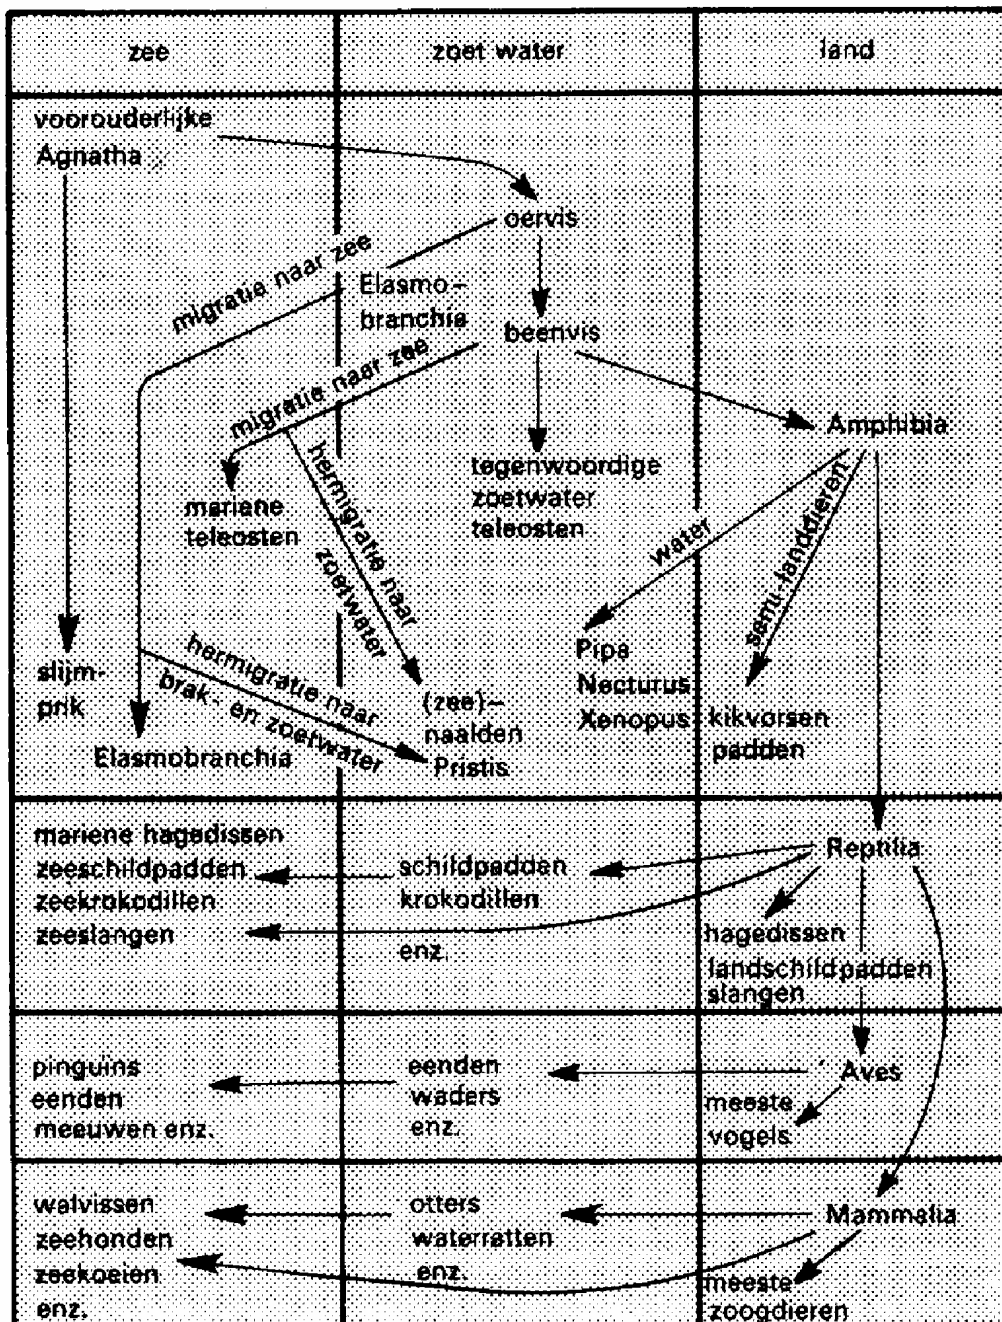 zee
zoet water
land
voorouderlijke
Agnatha
oervis
migratie naar zee
Elasmo-
branchia
beenvis
migratie naar zee
Amphibia
mariene
teleosten
hermigratie naar
zoetwater
tegenwoordige
zoetwater
teleosten
water
semi-landdieren
slijm-
prik
hermigratie naar
brak- en zoetwater
Elasmobranchia
(zee)-
naalden
Pristis
Pipa
Necturus
Xenopus
kikvorsen
padden
mariene hagedissen
zeeschildpadden
zeekrokodillen
zeeslangen
schildpadden
krokodillen
enz.
Reptilia
hagedissen
landschildpadden
slangen
pinguïns
eenden
meeuwen enz.
eenden
waders
enz.
Aves
meeste
vogels
walvissen
zeehonden
zeekoeien
enz.
otters
waterratten
enz.
Mammalia
meeste
zoogdieren